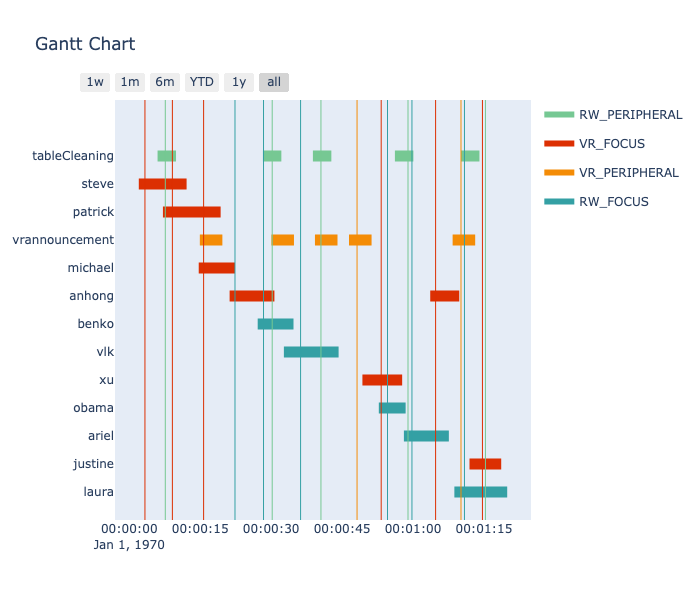 Gantt Chart
1w 1m 6m YTD 1y all
RW_PERIPHERAL
VR_FOCUS
VR_PERIPHERAL
RW_FOCUS
tableCleaning
steve
patrick
vrannouncement
michael
anhong
benko
vlk
xu
obama
ariel
justine
laura
00:00:00 00:00:15 00:00:30 00:00:45 00:01:00 00:01:15
Jan 1, 1970